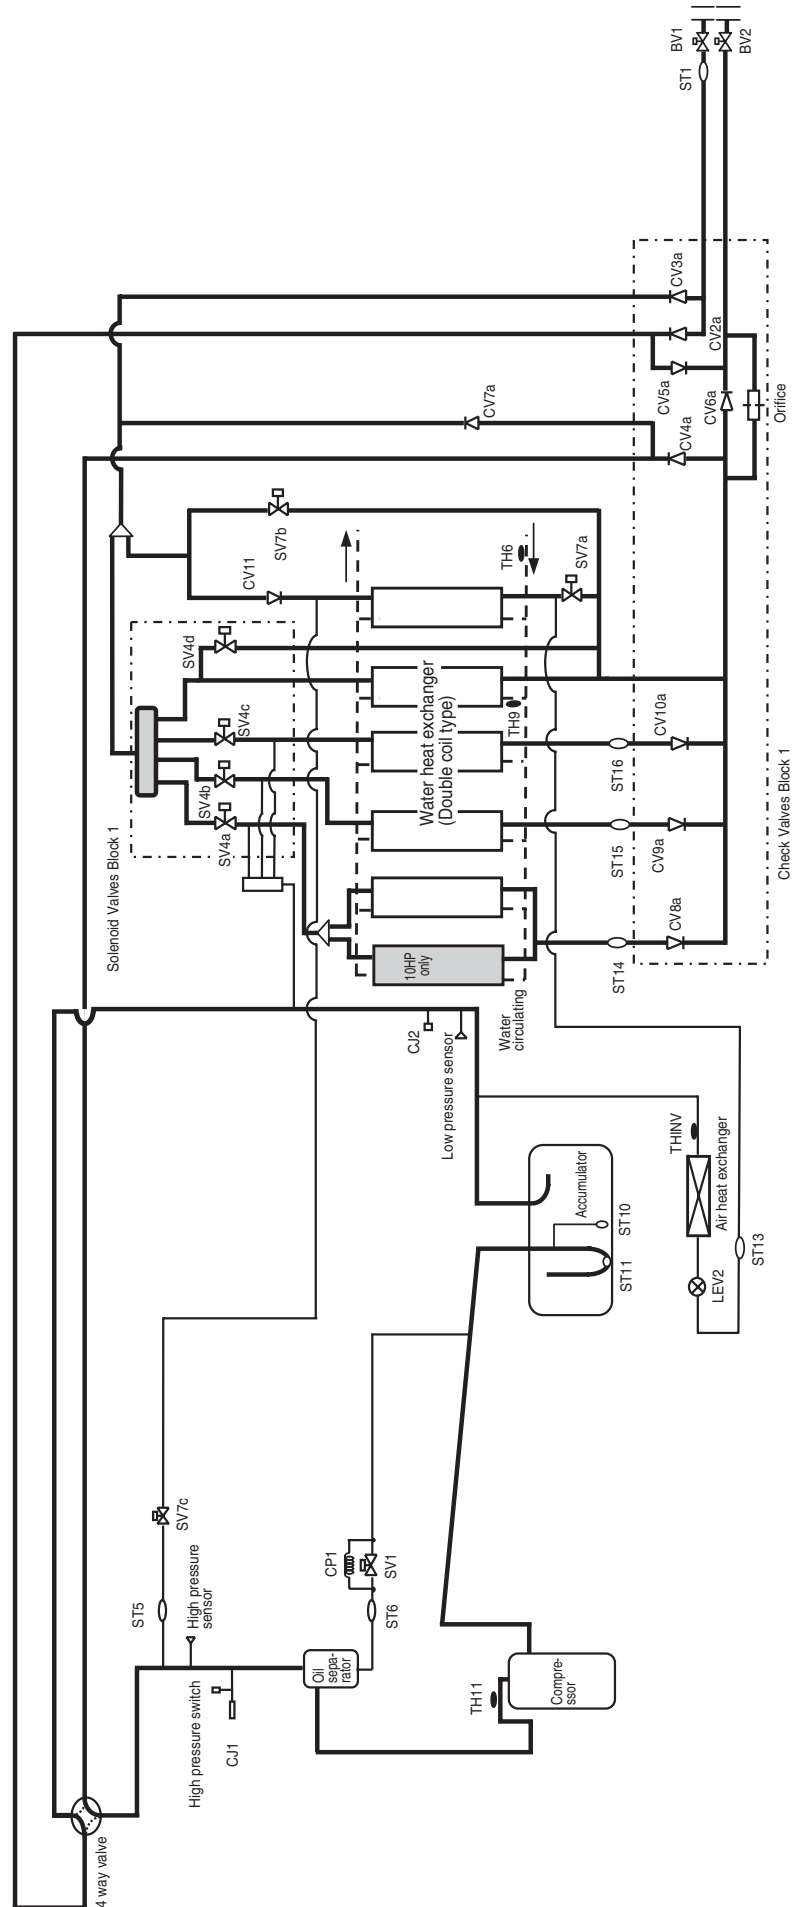 BV1
BV2
ST1
CV3a
CV2a
CV5a
CV6a
CV7a
CV4a
Orifice
SV7b
TH6
SV7a
CV11
SV4d
SV4c
SV4b
SV4a
Solenoid Valves Block 1
Water heat exchanger
(Double coil type)
TH9
CV10a
ST16
ST15
CV9a
Check Valves Block 1
CV8a
ST14
10HP
only
Water
circulating
CJ2
Low pressure sensor
THINV
Air heat exchanger
Accumulator
ST10
ST11
LEV2
ST13
SV7c
CP1
SV1
ST5
High pressure
sensor
ST6
Oil
sepa-
rator
Compre-
ssor
TH11
High pressure switch
CJ1
4 way valve